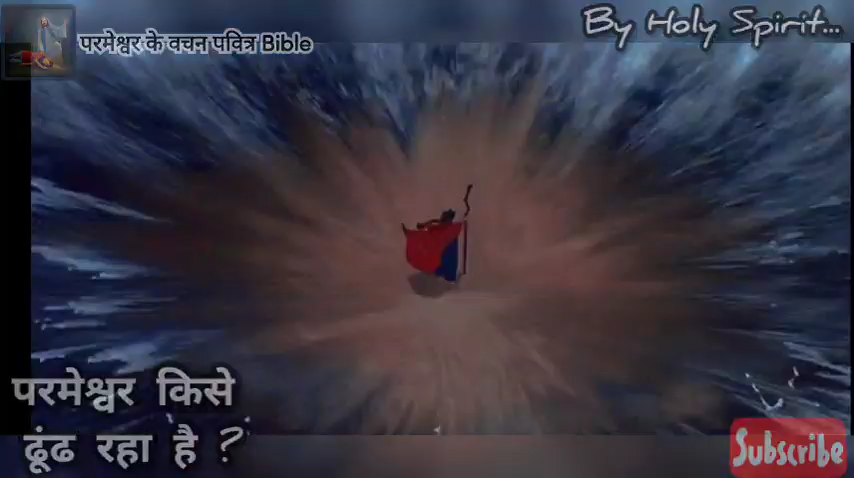 By Holy Spirit...
परमेश्वर के वचन पवित्र Bible
परमेश्वर किसे
ढूंढ रहा है ?
Subscribe